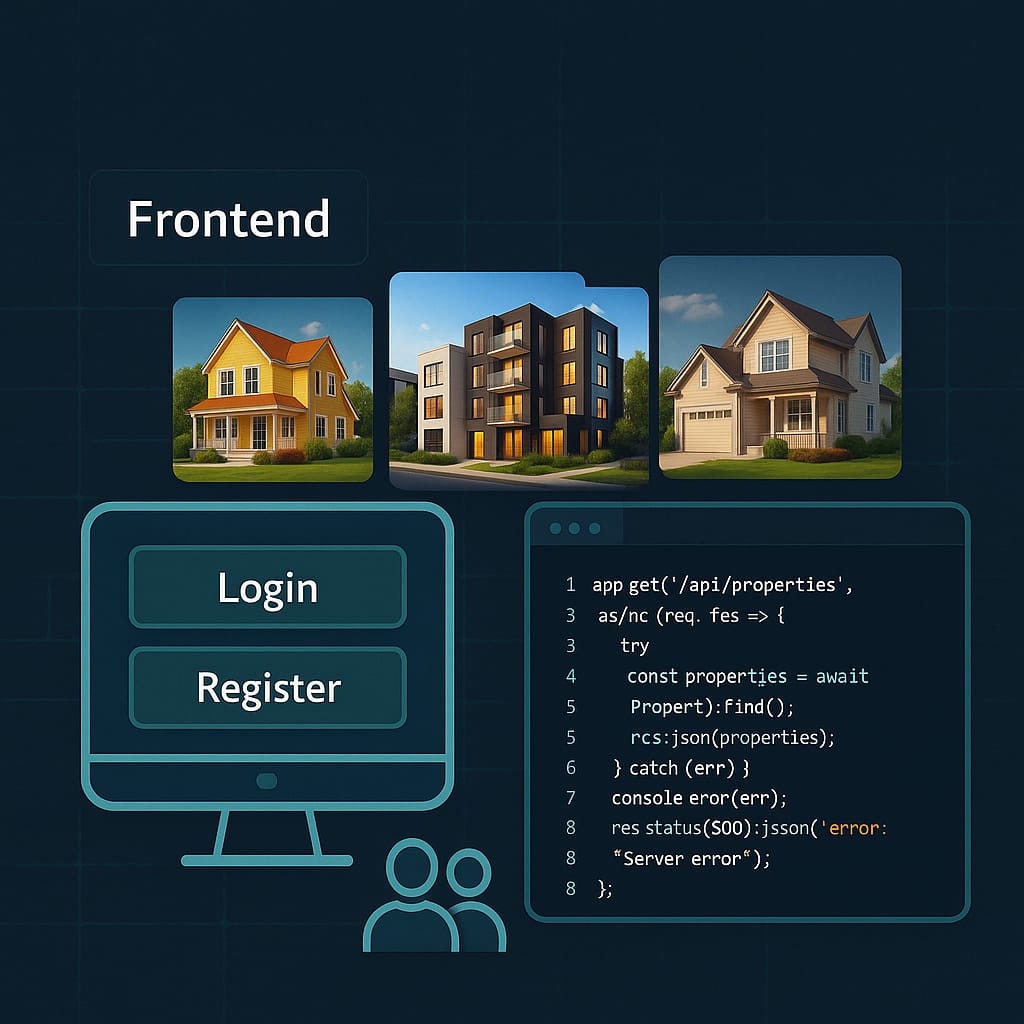 Frontend
Login
Register
1 app get('/api/properties',
3 as/nc (req. fes => {
3 try
4 const properties = await
5 Propert):find();
5 rcs:json(properties);
6 } catch (err) }
7 console eror(err);
8 res status(SOO):jsson('error:
8 “Server error“);
8 };